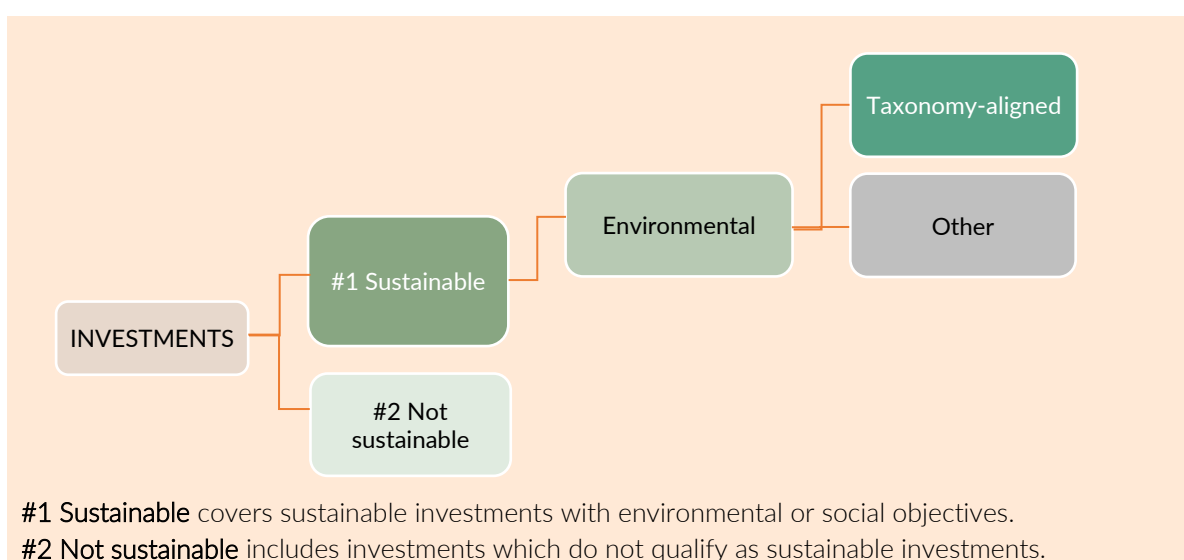 Taxonomy-aligned
Environmental
Other
#1 Sustainable
INVESTMENTS
#2 Not
sustainable
#1 Sustainable covers sustainable investments with environmental or social objectives.
#2 Not sustainable includes investments which do not qualify as sustainable investments.